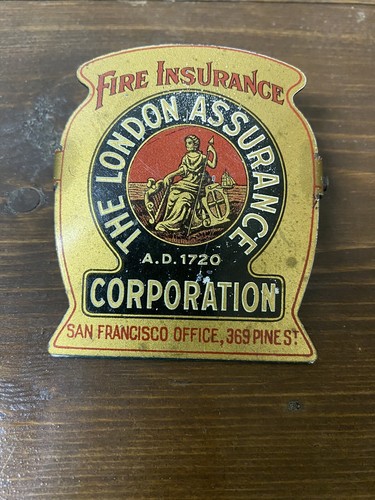 FIRE INSURANCE
THE LONDON ASSURANCE
A.D. 1720
CORPORATION
SAN FRANCISCO OFFICE, 369 PINE ST